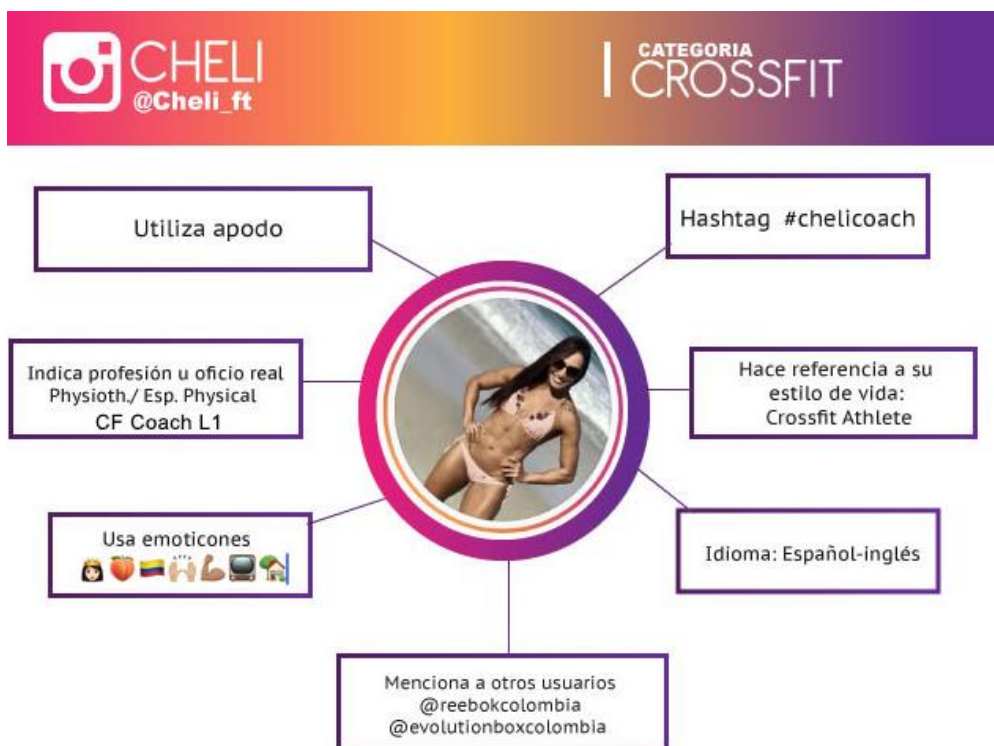 CHELI
@Cheli_ft
CATEGORIA
CROSSFIT
Utiliza apodo
Hashtag #chelicoach
Indica profesión u oficio real
Physioth./ Esp. Physical
CF Coach L1
Hace referencia a su
estilo de vida:
Crossfit Athlete
Usa emoticones
Idioma: Español-inglés
Menciona a otros usuarios
@reebokcolombia
@evolutionboxcolombia